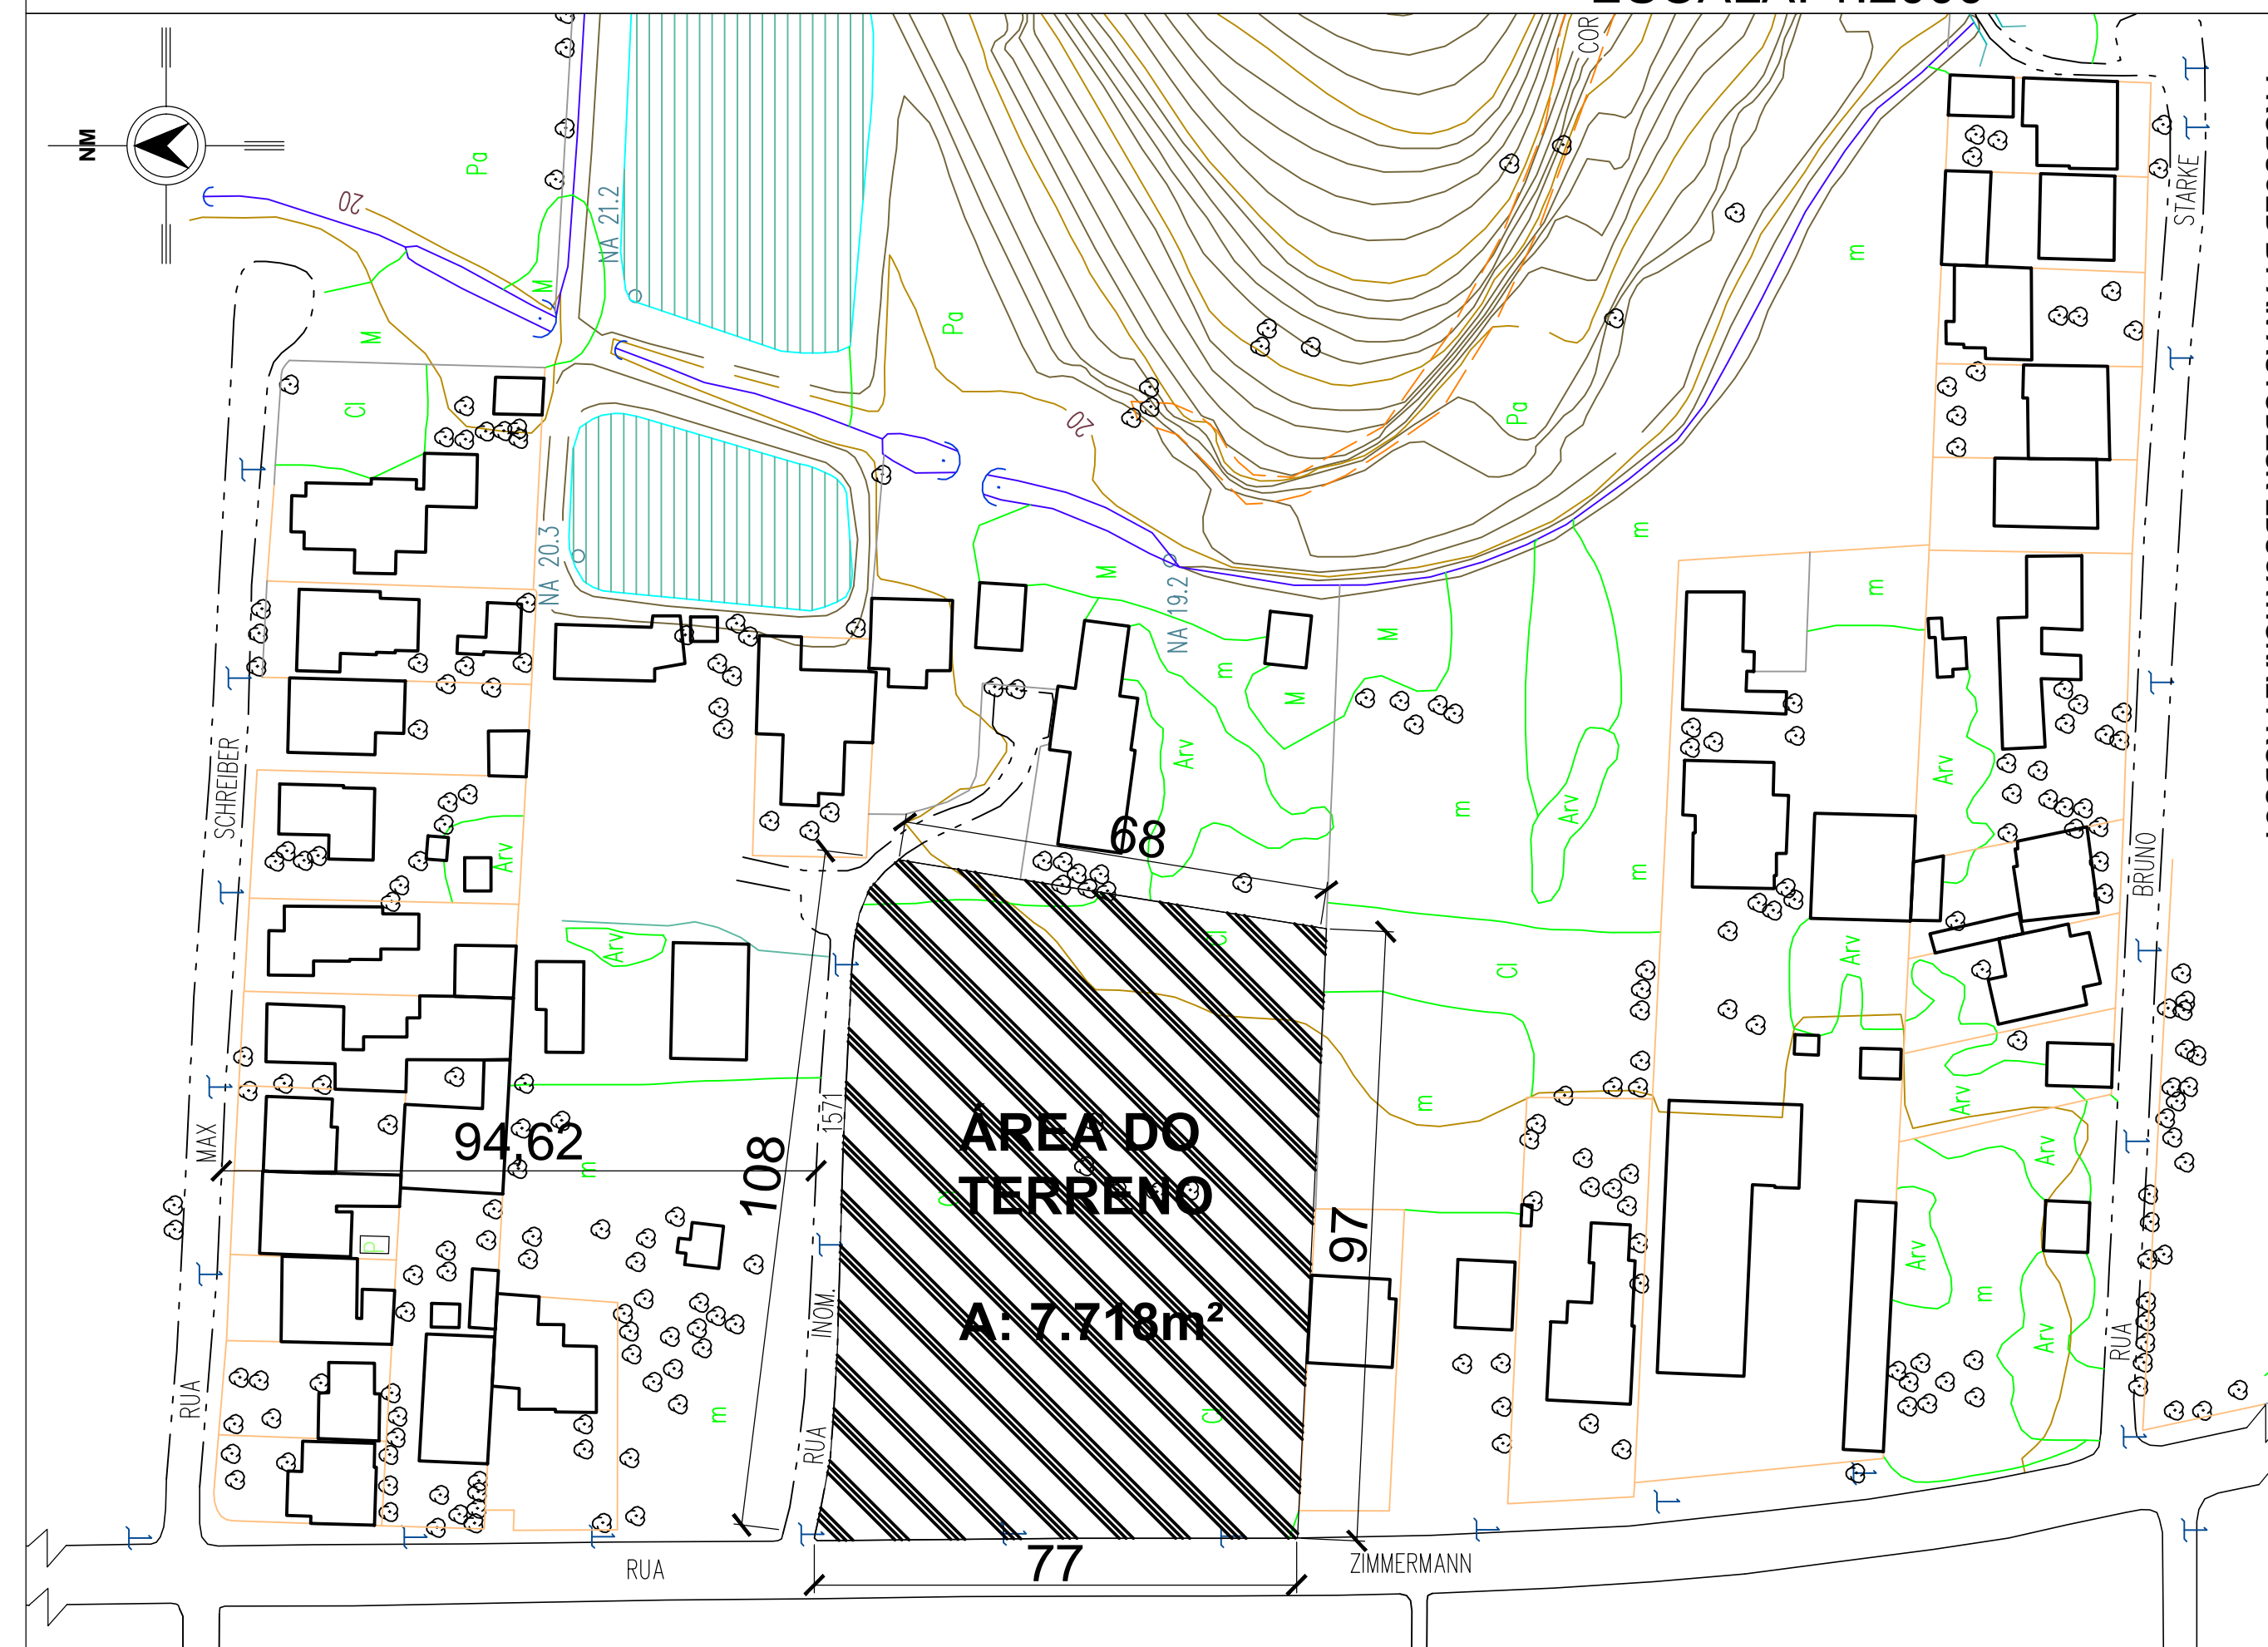 NM
20
Pa
NA 21.2
M
M
Cl
Pa
20
COR
Pa
m
STARKE
NA 20.3
NA 19.2
M
m
M
M
m
m
Arv
Arv
m
m
Arv
SCHREIBER
Arv
68
BRUNO
Arv
Cl
Cl
Arv
m
Arv
MAX
94,62
m
108
1571
ÁREA DO
TERRENO
A: 7.718m²
97
P
INOM.
RUA
RUA
m
Cl
Arv
Arv
m
Arv
RUA
RUA
77
ZIMMERMANN